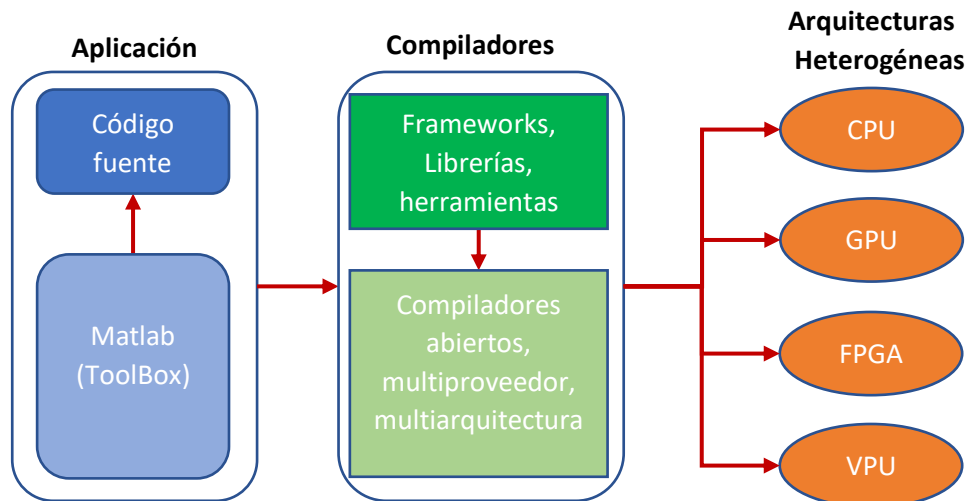 Aplicación
Código
fuente
Matlab
(ToolBox)
Compiladores
Frameworks,
Librerías,
herramientas
Compiladores
abiertos,
multiproveedor,
multiarquitectura
Arquitecturas
Heterogéneas
CPU
GPU
FPGA
VPU